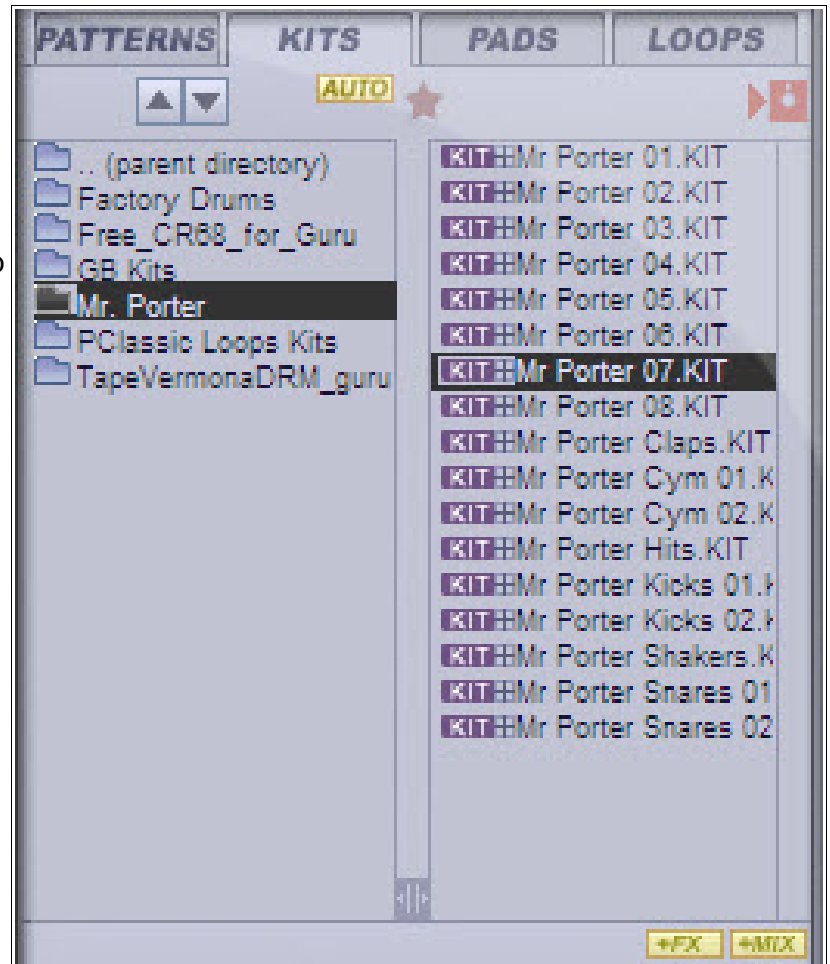 PATTERNS KITS PADS LOOPS
AUTO
.. (parent directory)
Factory Drums
Free_CR68_for_Guru
GB Kits
Mr. Porter
PClassic Loops Kits
TapeVermonaDRM_guru
KIT Mr Porter 01.KIT
KIT Mr Porter 02.KIT
KIT Mr Porter 03.KIT
KIT Mr Porter 04.KIT
KIT Mr Porter 05.KIT
KIT Mr Porter 06.KIT
KIT Mr Porter 07.KIT
KIT Mr Porter 08.KIT
KIT Mr Porter Claps.KIT
KIT Mr Porter Cym 01.K
KIT Mr Porter Cym 02.K
KIT Mr Porter Hits.KIT
KIT Mr Porter Kicks 01.K
KIT Mr Porter Kicks 02.K
KIT Mr Porter Shakers.K
KIT Mr Porter Snares 01
KIT Mr Porter Snares 02
+FX +MIX